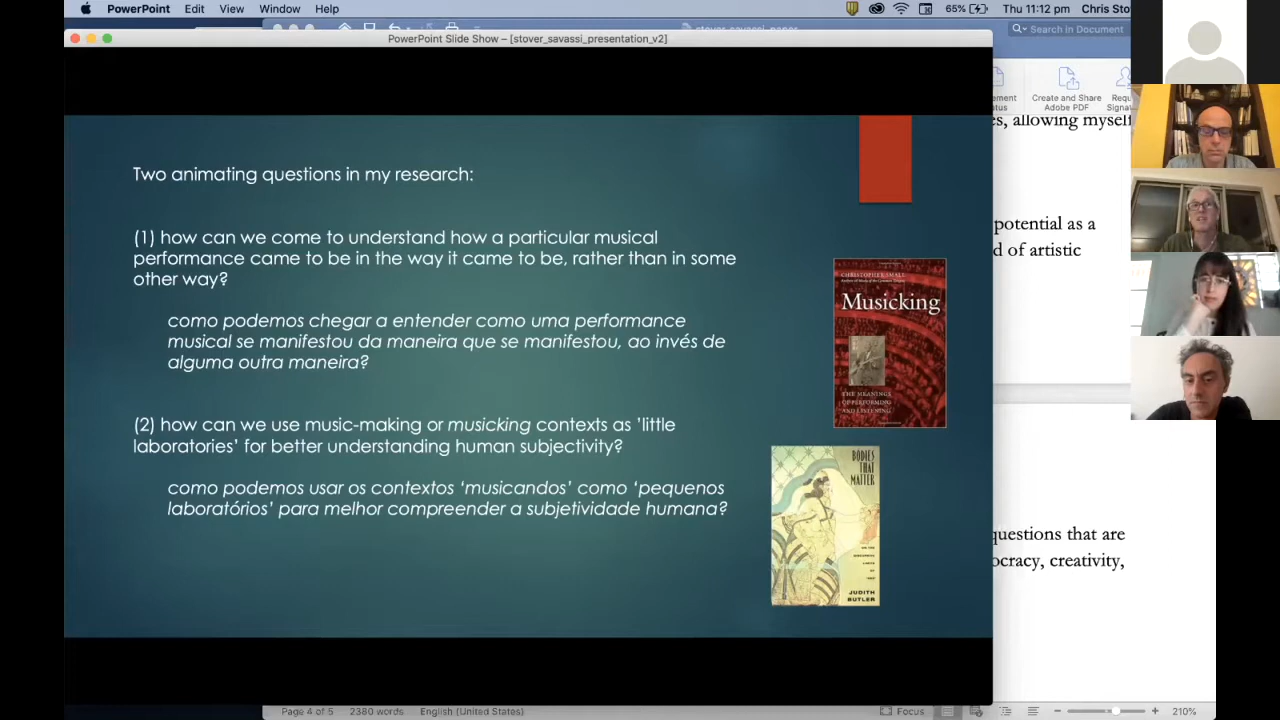 PowerPoint Edit View Window Help
65% Thu 11:12 pm Chris Sto
PowerPoint Slide Show – [stover_savassi_presentation_v2]
Search in Document
Create and Share
Adobe PDF
es, allowing myself
potential as a
d of artistic
questions that are
ocracy, creativity,
Two animating questions in my research:
(1) how can we come to understand how a particular musical
performance came to be in the way it came to be, rather than in some
other way?
como podemos chegar a entender como uma performance
musical se manifestou da maneira que se manifestou, ao invés de
alguma outra maneira?
(2) how can we use music-making or musicking contexts as 'little
laboratories' for better understanding human subjectivity?
como podemos usar os contextos 'musicandos' como 'pequenos
laboratórios' para melhor compreender a subjetividade humana?
CHRISTOPHER SMALL
Musicking
THE MEANINGS
OF PERFORMING
AND LISTENING
BODIES
THAT
MATTER
JUDITH
BUTLER
Page 4 of 5 2380 words English (United States)
Focus
210%